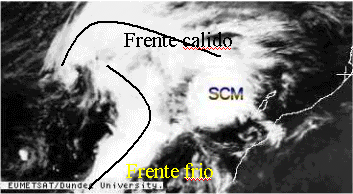 Frente calido
SCM
Frente frio
EUMETSAT/Dundee University.